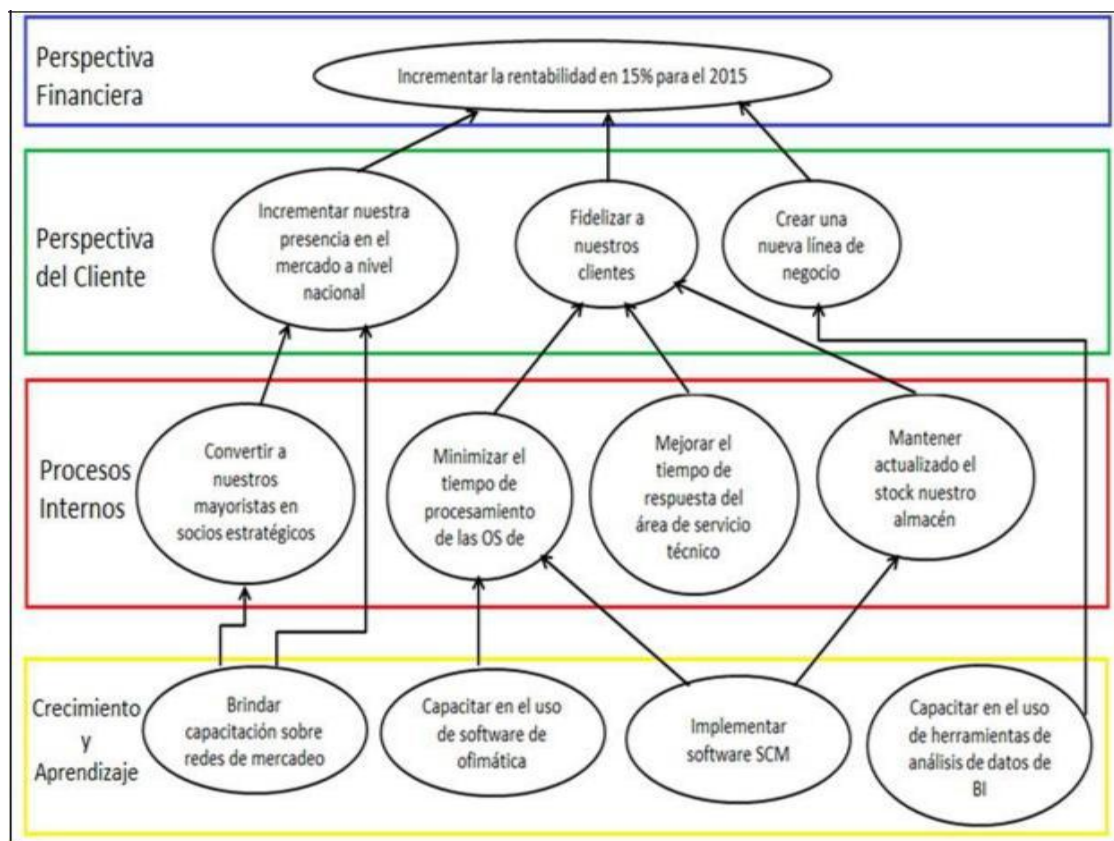 Perspectiva
Financiera
Incrementar la rentabilidad en 15% para el 2015
Perspectiva
del Cliente
Incrementar nuestra
presencia en el
mercado a nivel
nacional
Fidelizar a
nuestros
clientes
Crear una
nueva línea de
negocio
Procesos
Internos
Convertir a
nuestros
mayoristas en
socios estratégicos
Minimizar el
tiempo de
procesamiento
de las OS de
Mejorar el
tiempo de
respuesta del
área de servicio
técnico
Mantener
actualizado el
stock nuestro
almacén
Crecimiento
y
Aprendizaje
Brindar
capacitación sobre
redes de mercadeo
Capacitar en el uso
de software de
ofimática
Implementar
software SCM
Capacitar en el uso
de herramientas de
análisis de datos de
BI